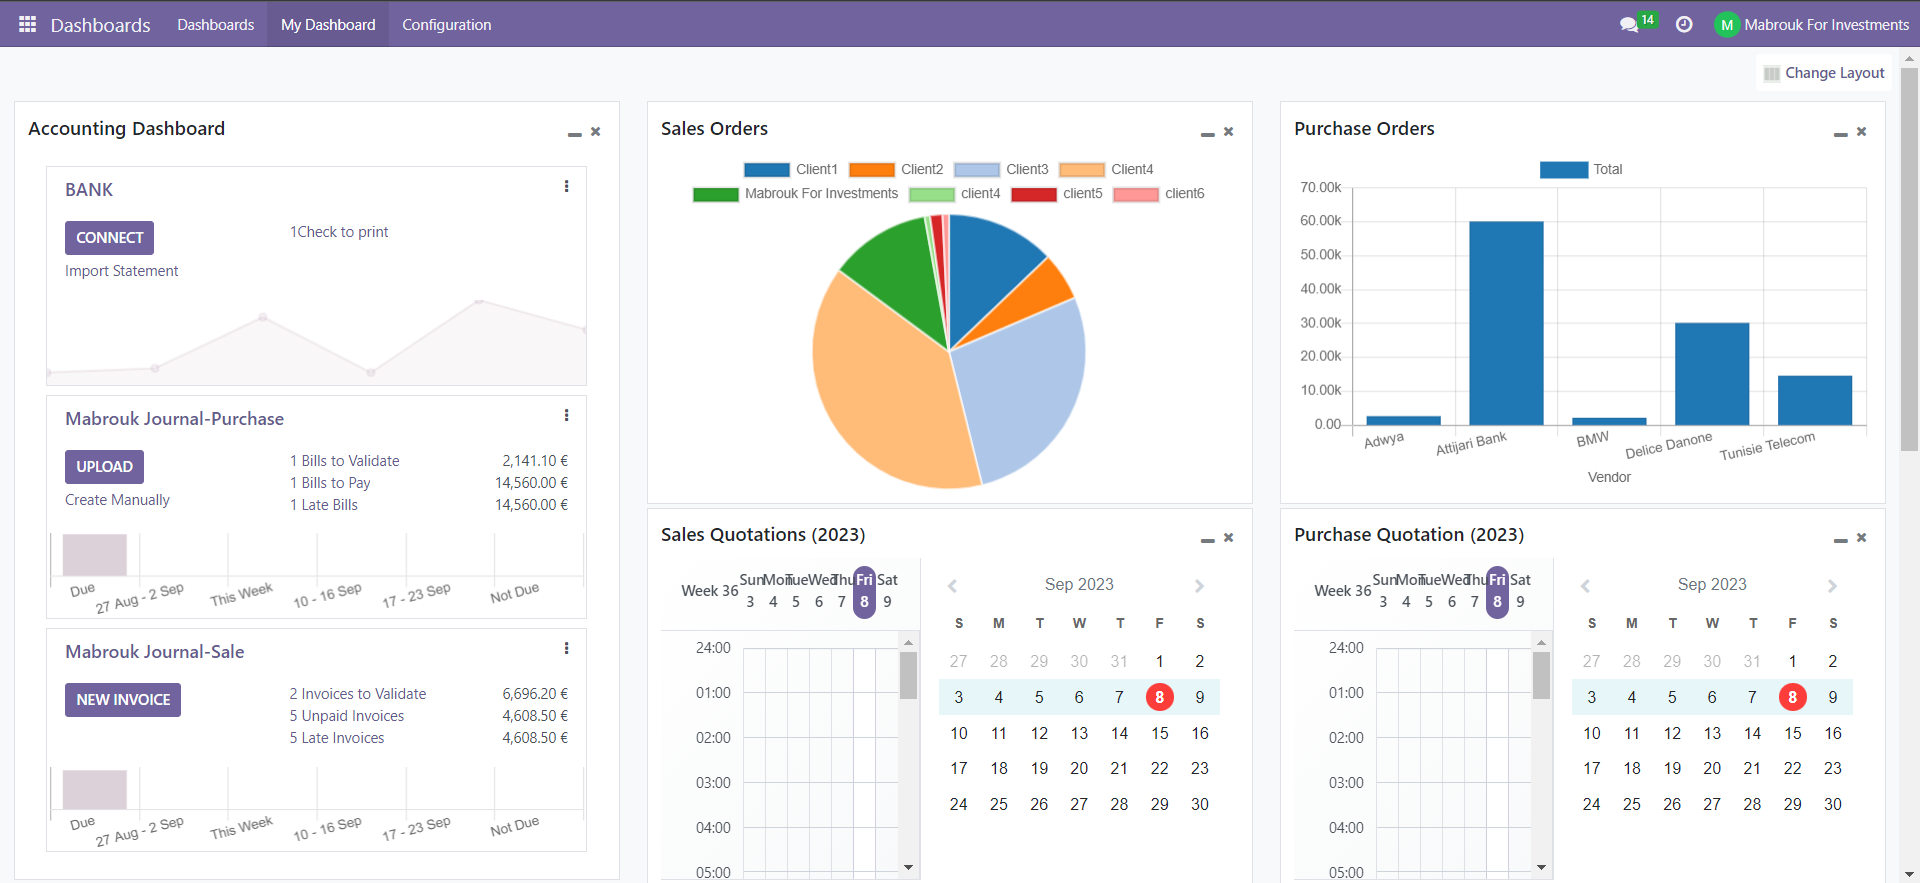 Dashboards Dashboards My Dashboard Configuration 14 M Mabrouk For Investments
Change Layout
Accounting Dashboard
BANK
CONNECT 1Check to print
Import Statement
Mabrouk Journal-Purchase
UPLOAD 1 Bills to Validate 2,141.10 €
1 Bills to Pay 14,560.00 €
Create Manually
1 Late Bills 14,560.00 €
Due 27 Aug - 2 Sep This Week 10 - 16 Sep 17 - 23 Sep Not Due
Mabrouk Journal-Sale
NEW INVOICE 2 Invoices to Validate 6,696.20 €
5 Unpaid Invoices 4,608.50 €
5 Late Invoices 4,608.50 €
Due 27 Aug - 2 Sep This Week 10 - 16 Sep 17 - 23 Sep Not Due
Sales Orders
Client1 Client2 Client3 Client4
Mabrouk For Investments client4 client5 client6
Sales Quotations (2023)
Week 36 Sun Mon Tue Wed Thu Fri Sat
3 4 5 6 7 8 9
24:00
01:00
02:00
03:00
04:00
05:00
Sep 2023
S M T W T F S
27 28 29 30 31 1 2
3 4 5 6 7 8 9
10 11 12 13 14 15 16
17 18 19 20 21 22 23
24 25 26 27 28 29 30
Purchase Orders
Total
70.00k
60.00k
50.00k
40.00k
30.00k
20.00k
10.00k
0.00
Adwya Attijari Bank BMW Delice Danone Tunisie Telecom
Vendor
Purchase Quotation (2023)
Week 36 Sun Mon Tue Wed Thu Fri Sat
3 4 5 6 7 8 9
24:00
01:00
02:00
03:00
04:00
05:00
Sep 2023
S M T W T F S
27 28 29 30 31 1 2
3 4 5 6 7 8 9
10 11 12 13 14 15 16
17 18 19 20 21 22 23
24 25 26 27 28 29 30